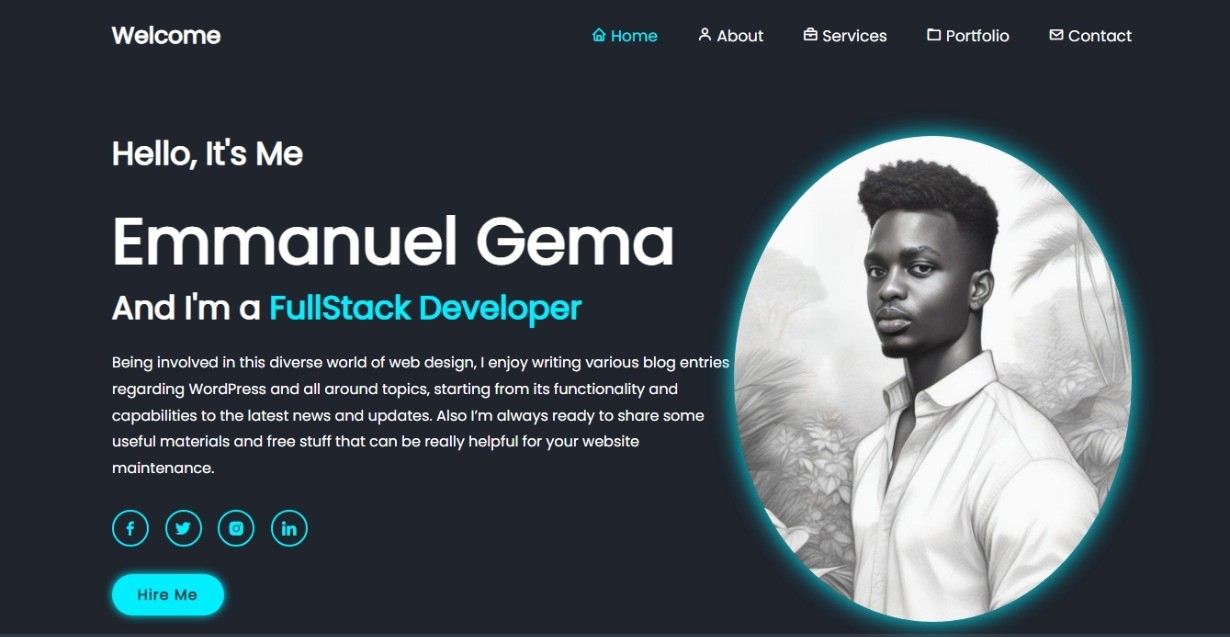 Welcome
Home About Services Portfolio Contact
Hello, It's Me
Emmanuel Gema
And I'm a FullStack Developer
Being involved in this diverse world of web design, I enjoy writing various blog entries
regarding WordPress and all around topics, starting from its functionality and
capabilities to the latest news and updates. Also I’m always ready to share some
useful materials and free stuff that can be really helpful for your website
maintenance.
Hire Me